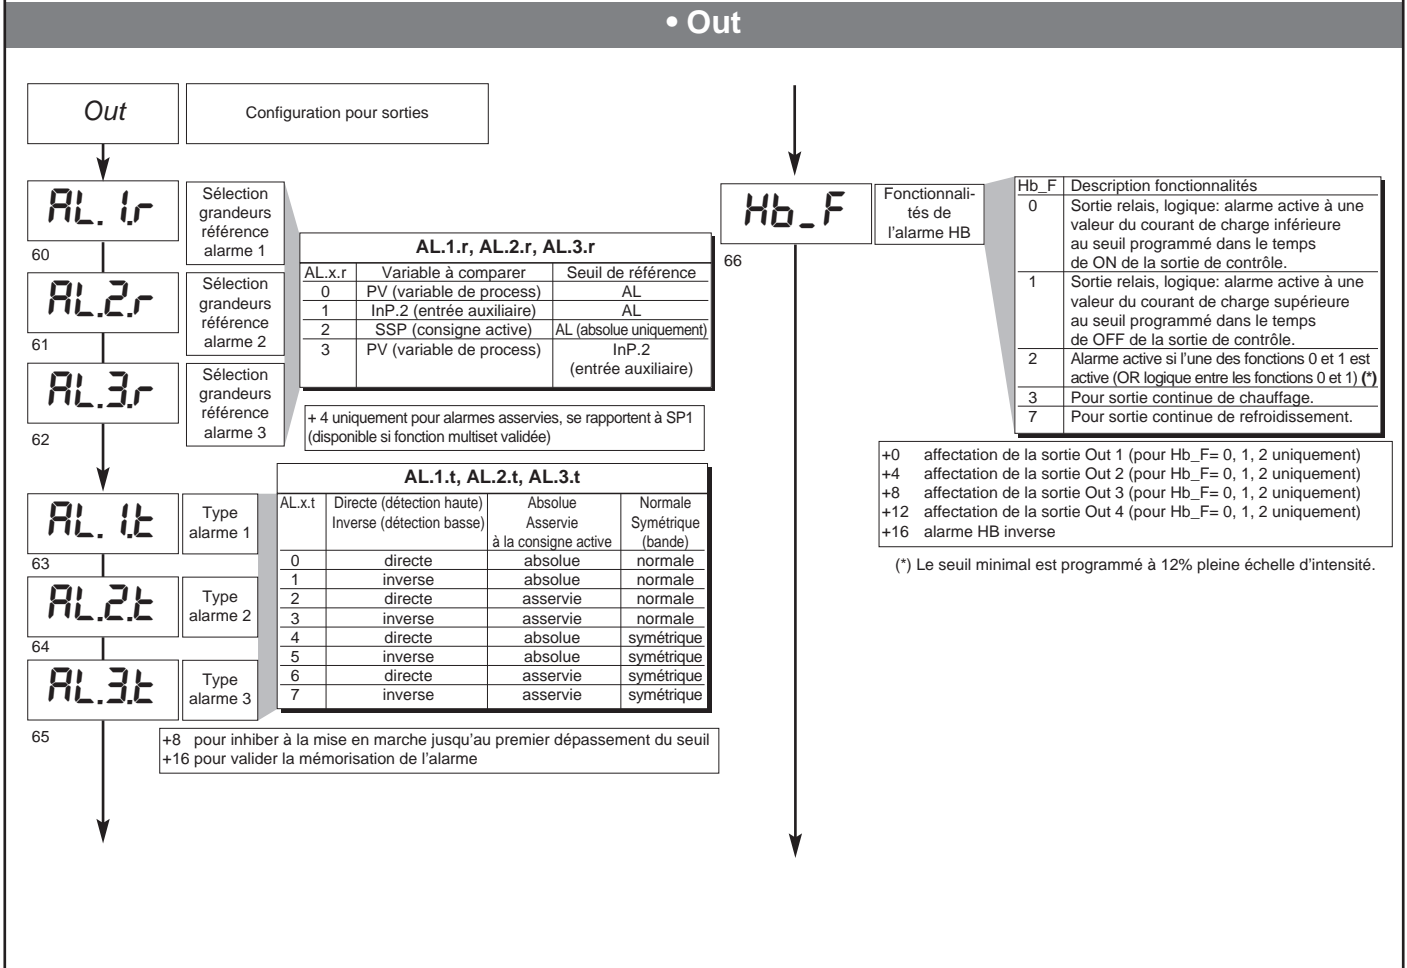 • Out
Out
Configuration pour sorties
AL.1.r
60
Sélection
grandeurs
référence
alarme 1
AL.2.r
61
Sélection
grandeurs
référence
alarme 2
AL.3.r
62
Sélection
grandeurs
référence
alarme 3
AL.1.r, AL.2.r, AL.3.r
AL.x.r Variable à comparer Seuil de référence
0 PV (variable de process) AL
1 InP.2 (entrée auxiliaire) AL
2 SSP (consigne active) AL (absolue uniquement)
3 PV (variable de process) InP.2
(entrée auxiliaire)
+ 4 uniquement pour alarmes asservies, se rapportent à SP1
(disponible si fonction multiset validée)
AL.1.t
63
Type
alarme 1
AL.2.t
64
Type
alarme 2
AL.3.t
65
Type
alarme 3
AL.1.t, AL.2.t, AL.3.t
AL.x.t Directe (détection haute) Absolue Normale
Inverse (détection basse) Asservie Symétrique
à la consigne active (bande)
0 directe absolue normale
1 inverse absolue normale
2 directe asservie normale
3 inverse asservie normale
4 directe absolue symétrique
5 inverse absolue symétrique
6 directe asservie symétrique
7 inverse asservie symétrique
+8 pour inhiber à la mise en marche jusqu’au premier dépassement du seuil
+16 pour valider la mémorisation de l’alarme
Hb_F
66
Fonctionnali-
tés de
l’alarme HB
Hb_F Description fonctionnalités
0 Sortie relais, logique: alarme active à une
valeur du courant de charge inférieure
au seuil programmé dans le temps
de ON de la sortie de contrôle.
1 Sortie relais, logique: alarme active à une
valeur du courant de charge supérieure
au seuil programmé dans le temps
de OFF de la sortie de contrôle.
2 Alarme active si l’une des fonctions 0 et 1 est
active (OR logique entre les fonctions 0 et 1) (*)
3 Pour sortie continue de chauffage.
7 Pour sortie continue de refroidissement.
+0 affectation de la sortie Out 1 (pour Hb_F= 0, 1, 2 uniquement)
+4 affectation de la sortie Out 2 (pour Hb_F= 0, 1, 2 uniquement)
+8 affectation de la sortie Out 3 (pour Hb_F= 0, 1, 2 uniquement)
+12 affectation de la sortie Out 4 (pour Hb_F= 0, 1, 2 uniquement)
+16 alarme HB inverse
(*) Le seuil minimal est programmé à 12% pleine échelle d’intensité.